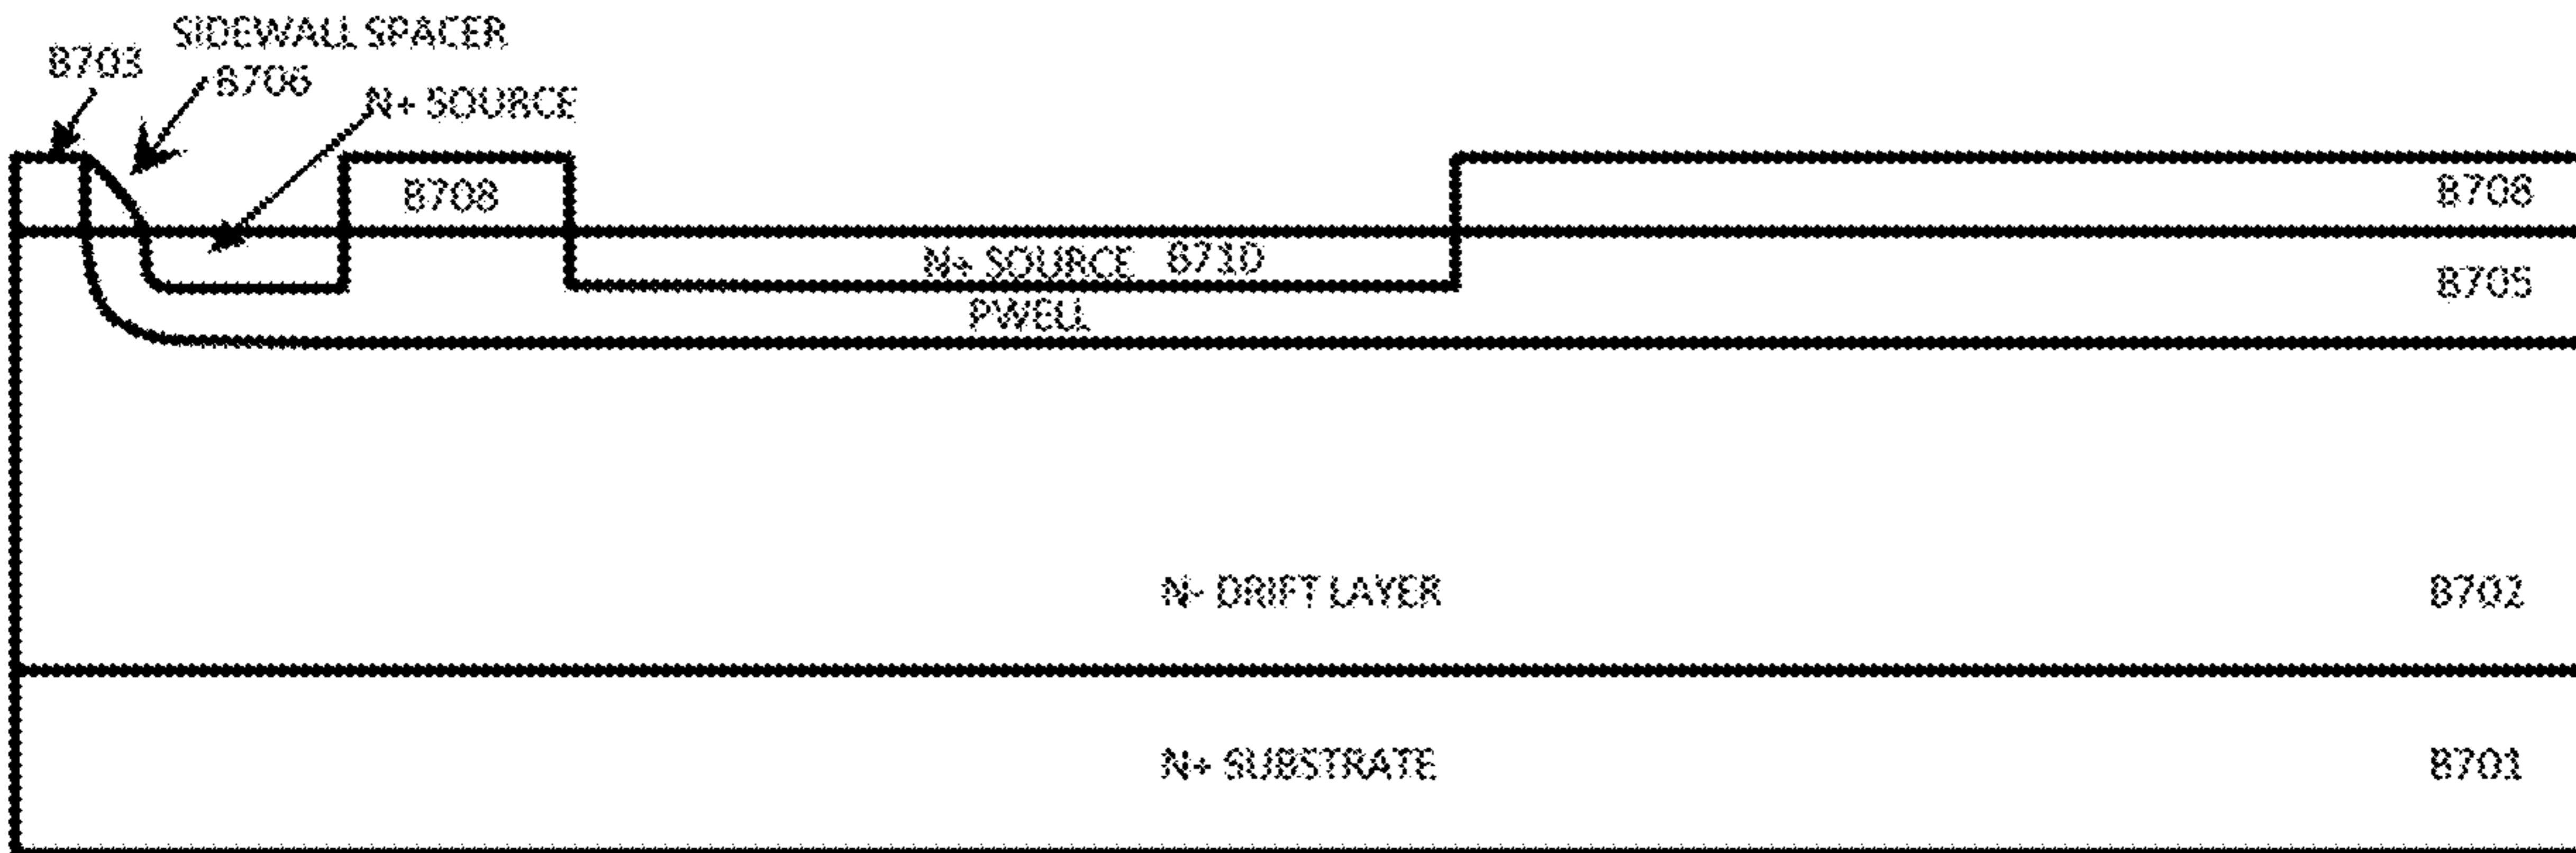 SIDEWALL SPACER
8703
8706
N+ SOURCE
8708
8708
N+ SOURCE 8710
8705
PWELL
N- DRIFT LAYER
8702
N+ SUBSTRATE
8701